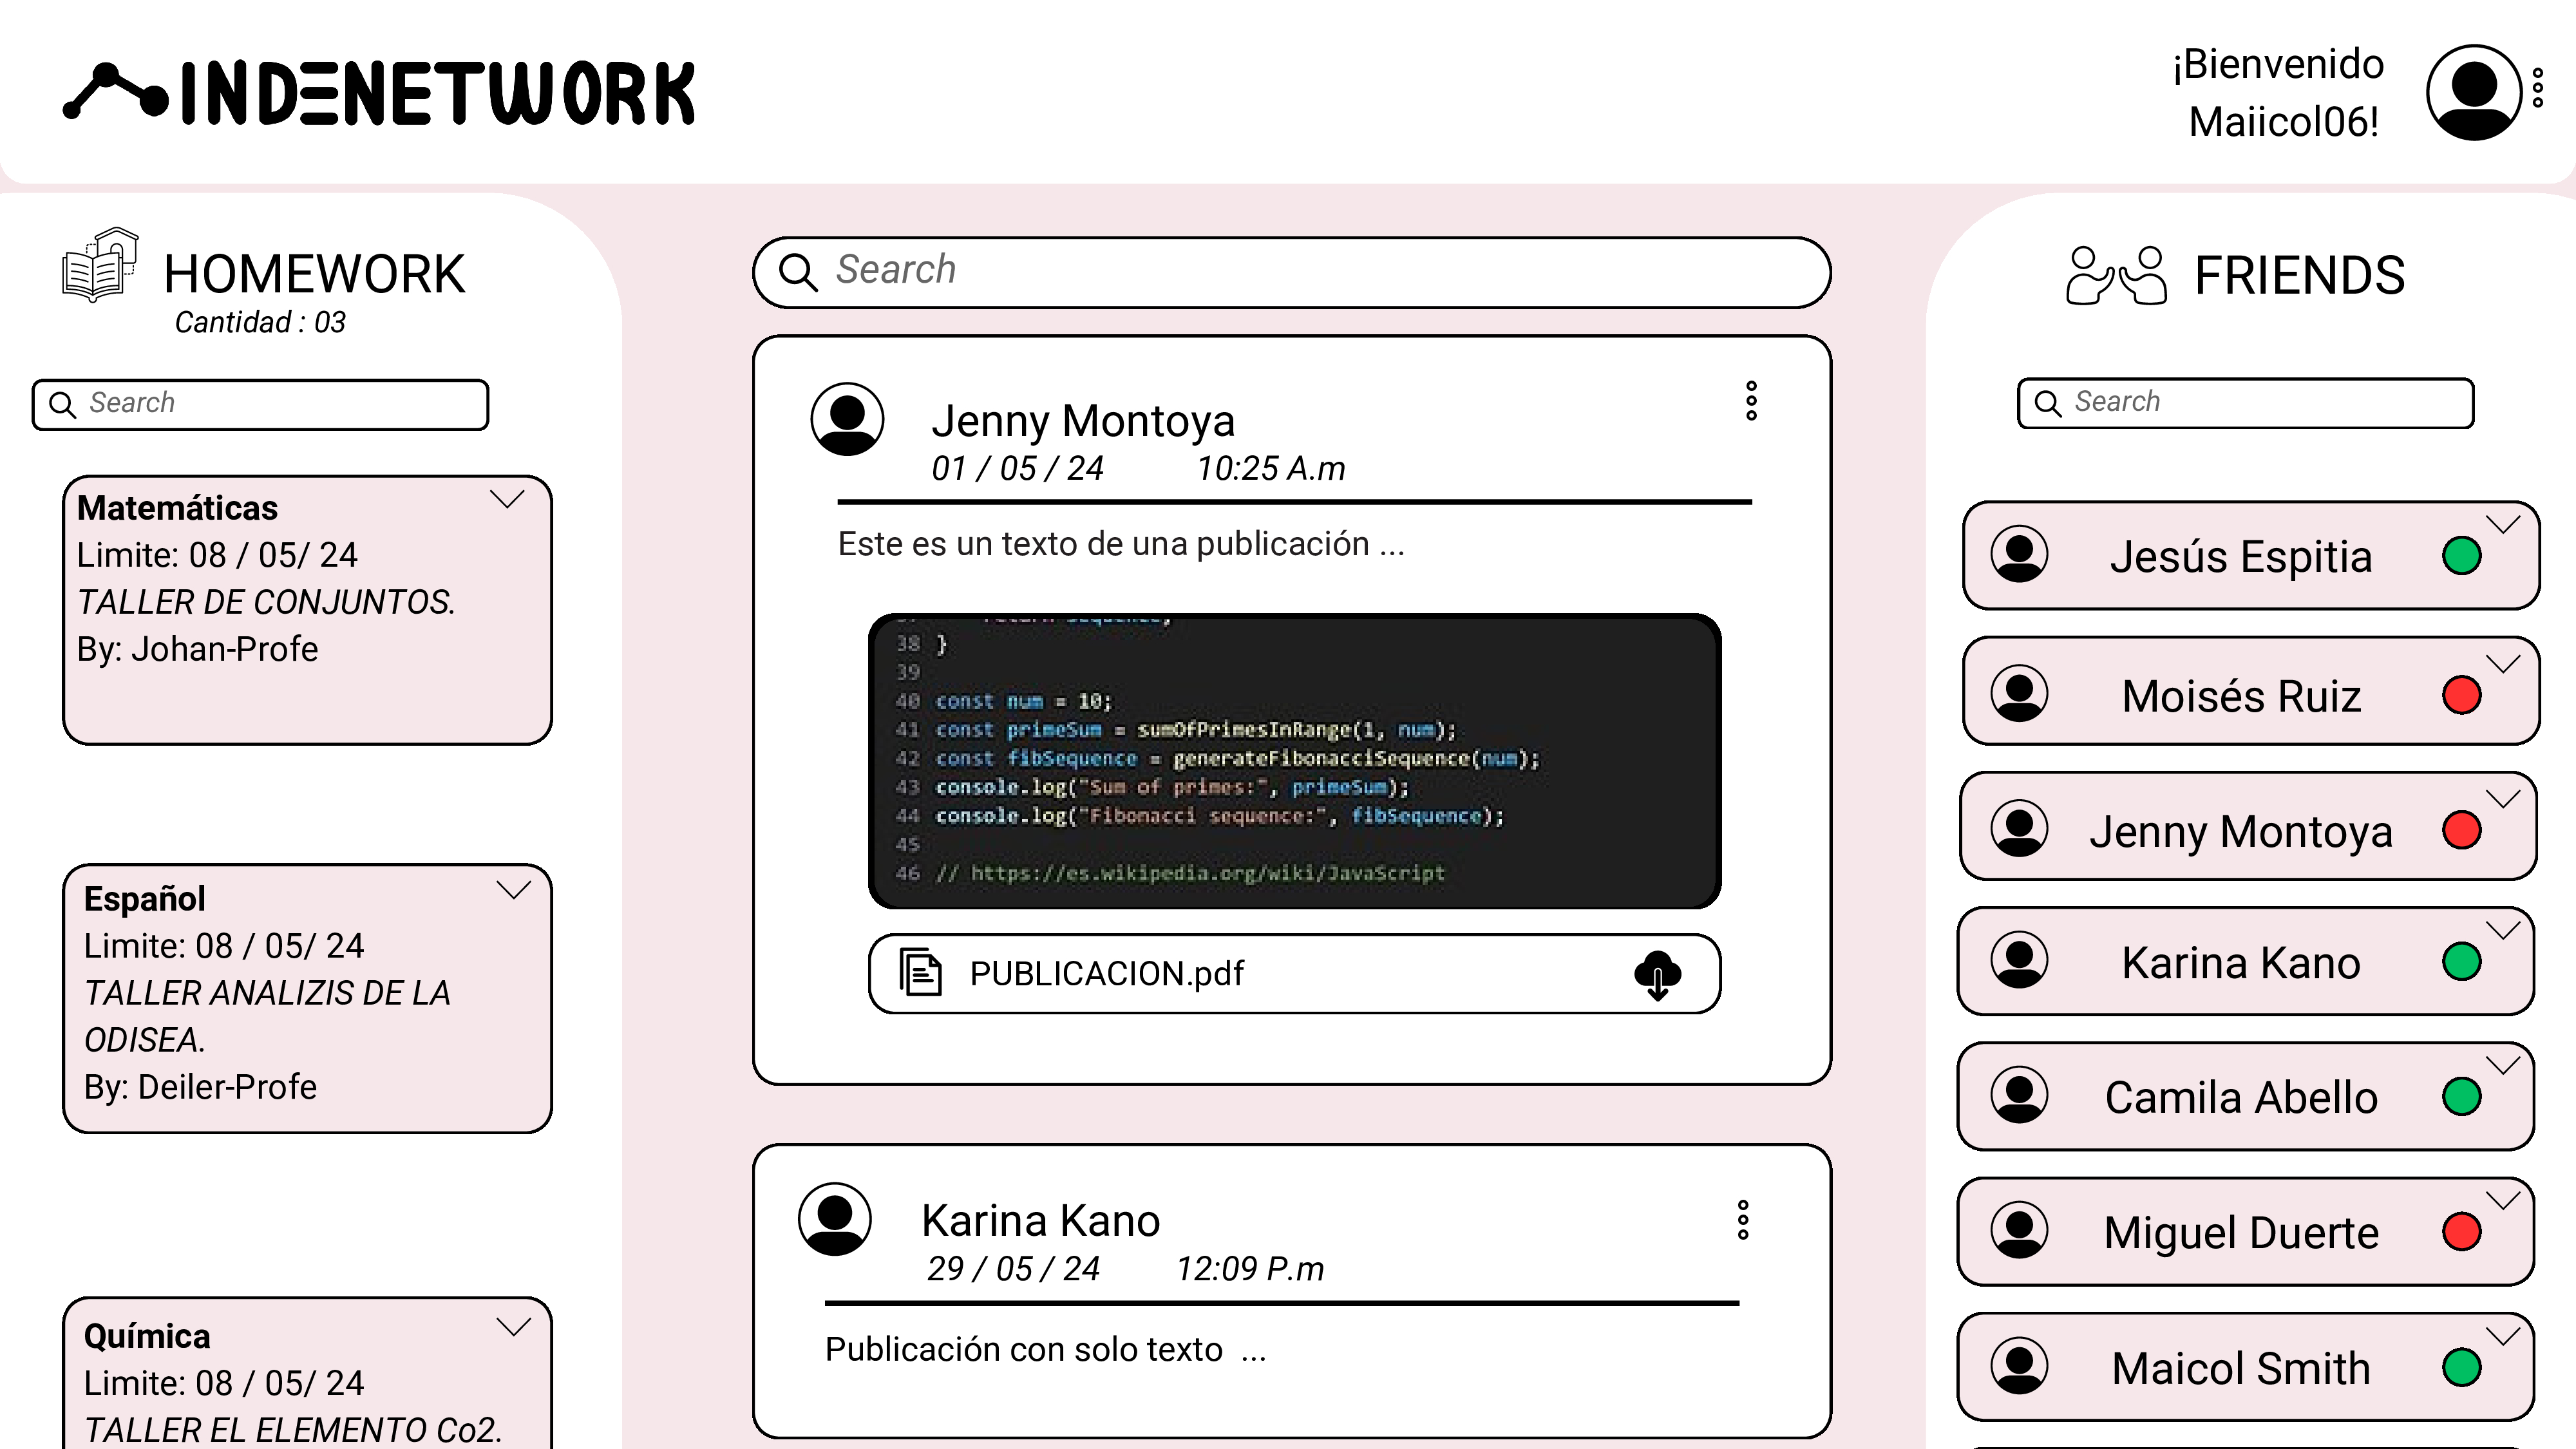 INDENETWORK
¡Bienvenido
Maiicol06!
HOMEWORK
Cantidad : 03
Search
Matemáticas
Limite: 08 / 05/ 24
TALLER DE CONJUNTOS.
By: Johan-Profe
Español
Limite: 08 / 05/ 24
TALLER ANALIZIS DE LA
ODISEA.
By: Deiler-Profe
Química
Limite: 08 / 05/ 24
TALLER EL ELEMENTO Co2.
Search
Jenny Montoya
01 / 05 / 24 10:25 A.m
Este es un texto de una publicación ...
37 return sequence;
38 }
39
40 const num = 10;
41 const primeSum = sumOfPrimesInRange(1, num);
42 const fibSequence = generateFibonacciSequence(num);
43 console.log("Sum of primes:", primeSum);
44 console.log("Fibonacci sequence:", fibSequence);
45
46 // https://es.wikipedia.org/wiki/JavaScript
PUBLICACION.pdf
Karina Kano
29 / 05 / 24 12:09 P.m
Publicación con solo texto ...
FRIENDS
Search
Jesús Espitia
Moisés Ruiz
Jenny Montoya
Karina Kano
Camila Abello
Miguel Duerte
Maicol Smith